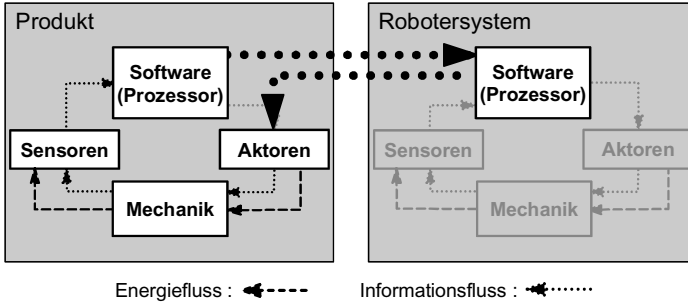 Produkt
Software
(Prozessor)
Sensoren
Aktoren
Mechanik
Robotersystem
Software
(Prozessor)
Sensoren
Aktoren
Mechanik
Energiefluss :
Informationsfluss :